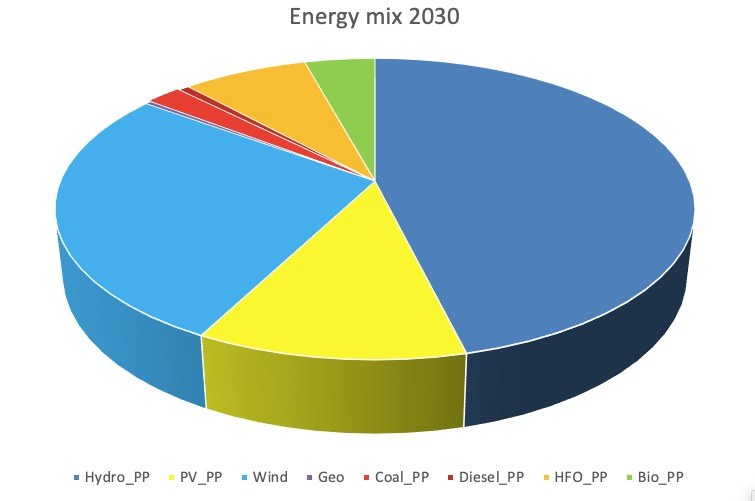 Energy mix 2030
Hydro_PP PV_PP Wind Geo Coal_PP Diesel_PP HFO_PP Bio_PP